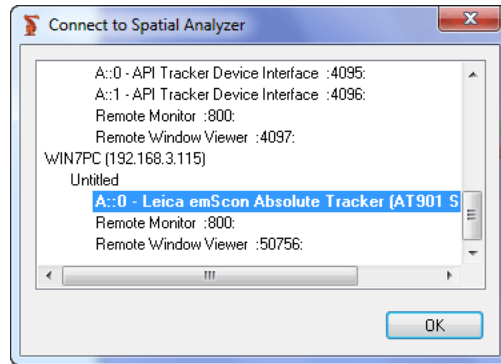 Connect to Spatial Analyzer
A::0 - API Tracker Device Interface :4095:
A::1 - API Tracker Device Interface :4096:
Remote Monitor :800:
Remote Window Viewer :4097:
WIN7PC (192.168.3.115)
Untitled
A::0 - Leica emScon Absolute Tracker (AT901 S
Remote Monitor :800:
Remote Window Viewer :50756:
OK